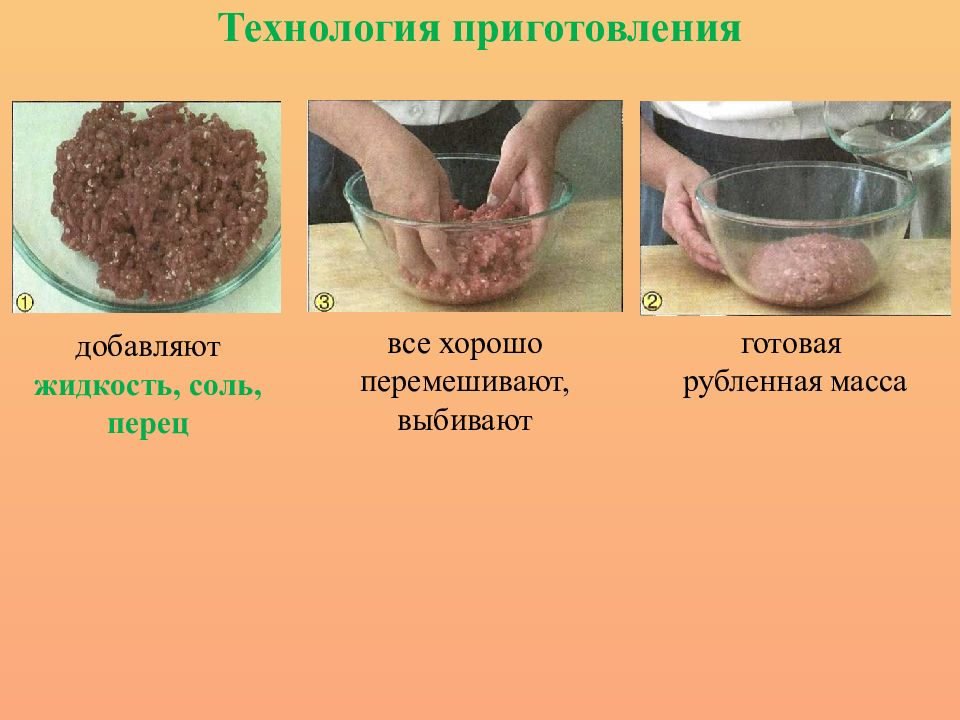 Технология приготовления
①
③
②
добавляют
жидкость, соль,
перец
все хорошо
перемешивают,
выбивают
готовая
рубленная масса